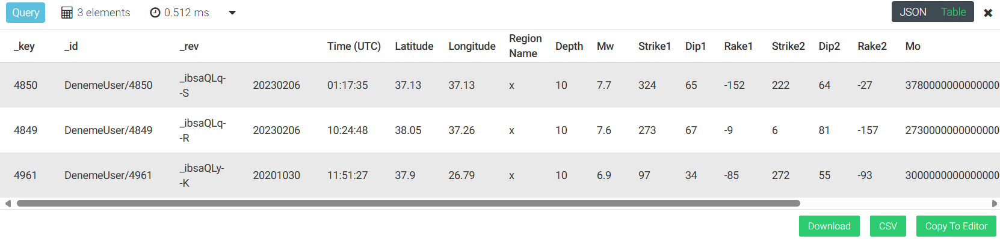 Query 3 elements 0.512 ms JSON Table
_key _id _rev Time (UTC) Latitude Longitude Region Name Depth Mw Strike1 Dip1 Rake1 Strike2 Dip2 Rake2 Mo
4850 DenemeUser/4850 _ibsaQLq--S 20230206 01:17:35 37.13 37.13 x 10 7.7 324 65 -152 222 64 -27 3780000000000000
4849 DenemeUser/4849 _ibsaQLq--R 20230206 10:24:48 38.05 37.26 x 10 7.6 273 67 -9 6 81 -157 2730000000000000
4961 DenemeUser/4961 _ibsaQLy--K 20201030 11:51:27 37.9 26.79 x 10 6.9 97 34 -85 272 55 -93 3000000000000000
Download CSV Copy To Editor